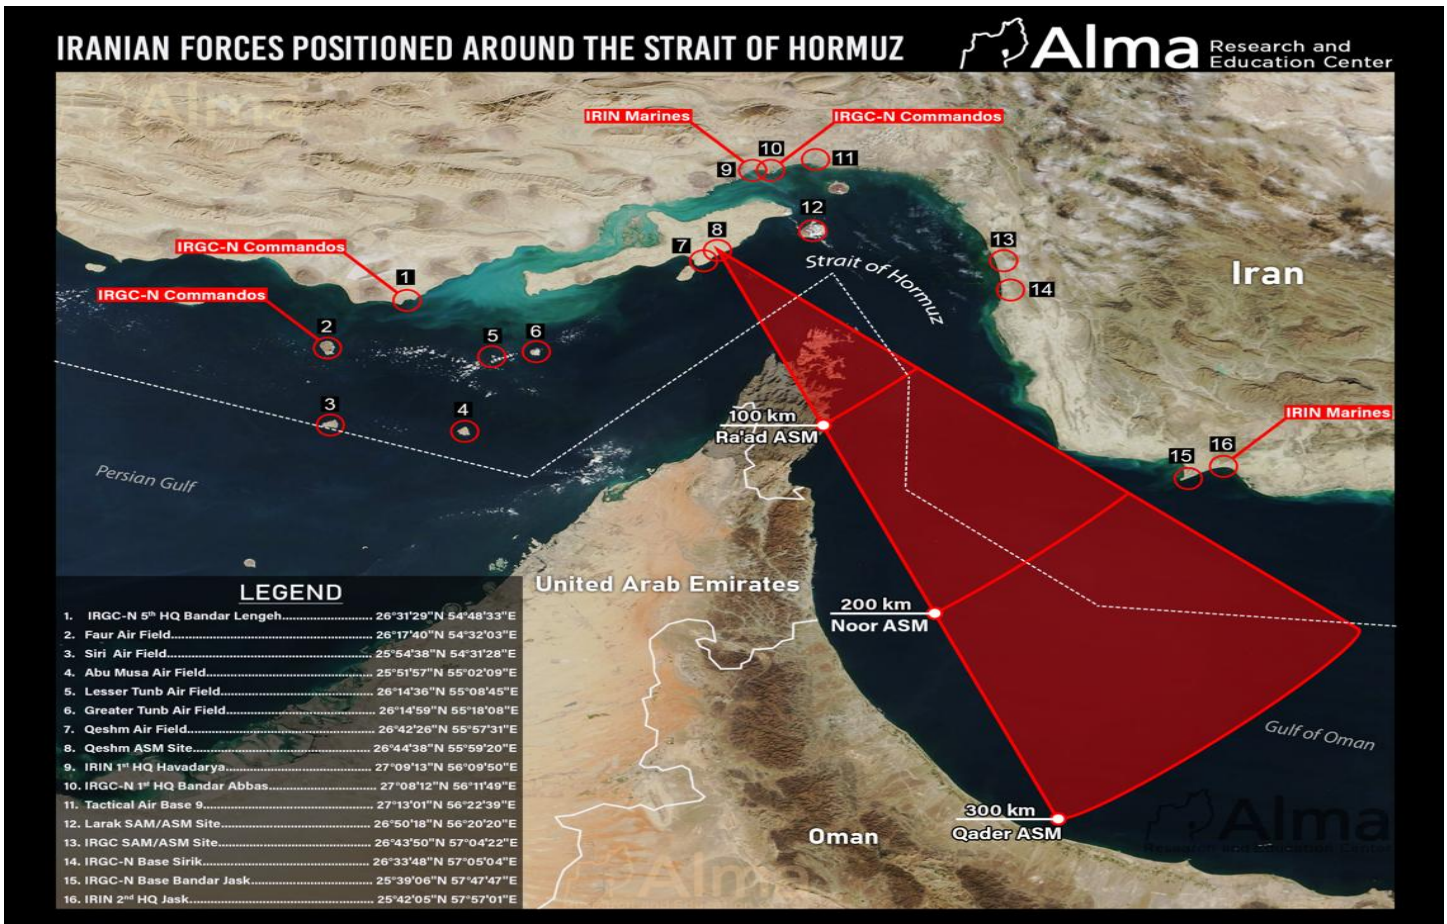 IRANIAN FORCES POSITIONED AROUND THE STRAIT OF HORMUZ
Alma
Research and
Education Center
Alma
IRIN Marines
IRGC-N Commandos
10
9
11
12
8
7
13
14
Strait of Hormuz
Iran
IRGC-N Commandos
1
IRGC-N Commandos
2
5
6
3
4
100 km
Ra'ad ASM
IRIN Marines
15
16
Persian Gulf
United Arab Emirates
200 km
Noor ASM
Gulf of Oman
300 km
Qader ASM
Oman
Alma
Research and Education Center
Alma
LEGEND
1. IRGC-N 5th HQ Bandar Lengeh............................ 26°31'29"N 54°48'33"E
2. Faur Air Field.................................................................. 26°17'40"N 54°32'03"E
3. Siri Air Field.................................................................... 25°54'38"N 54°31'28"E
4. Abu Musa Air Field....................................................... 25°51'57"N 55°02'09"E
5. Lesser Tunb Air Field.................................................... 26°14'36"N 55°08'45"E
6. Greater Tunb Air Field................................................. 26°14'59"N 55°18'08"E
7. Qeshm Air Field............................................................. 26°42'26"N 55°57'31"E
8. Qeshm ASM Site............................................................ 26°44'38"N 55°59'20"E
9. IRIN 1st HQ Havadarya................................................ 27°09'13"N 56°09'50"E
10. IRGC-N 1st HQ Bandar Abbas.................................. 27°08'12"N 56°11'49"E
11. Tactical Air Base 9........................................................ 27°13'01"N 56°22'39"E
12. Larak SAM/ASM Site................................................... 26°50'18"N 56°20'20"E
13. IRGC SAM/ASM Site.................................................... 26°43'50"N 57°04'22"E
14. IRGC-N Base Sirik......................................................... 26°33'48"N 57°05'04"E
15. IRGC-N Base Bandar Jask.......................................... 25°39'06"N 57°47'47"E
16. IRIN 2nd HQ Jask.......................................................... 25°42'05"N 57°57'01"E